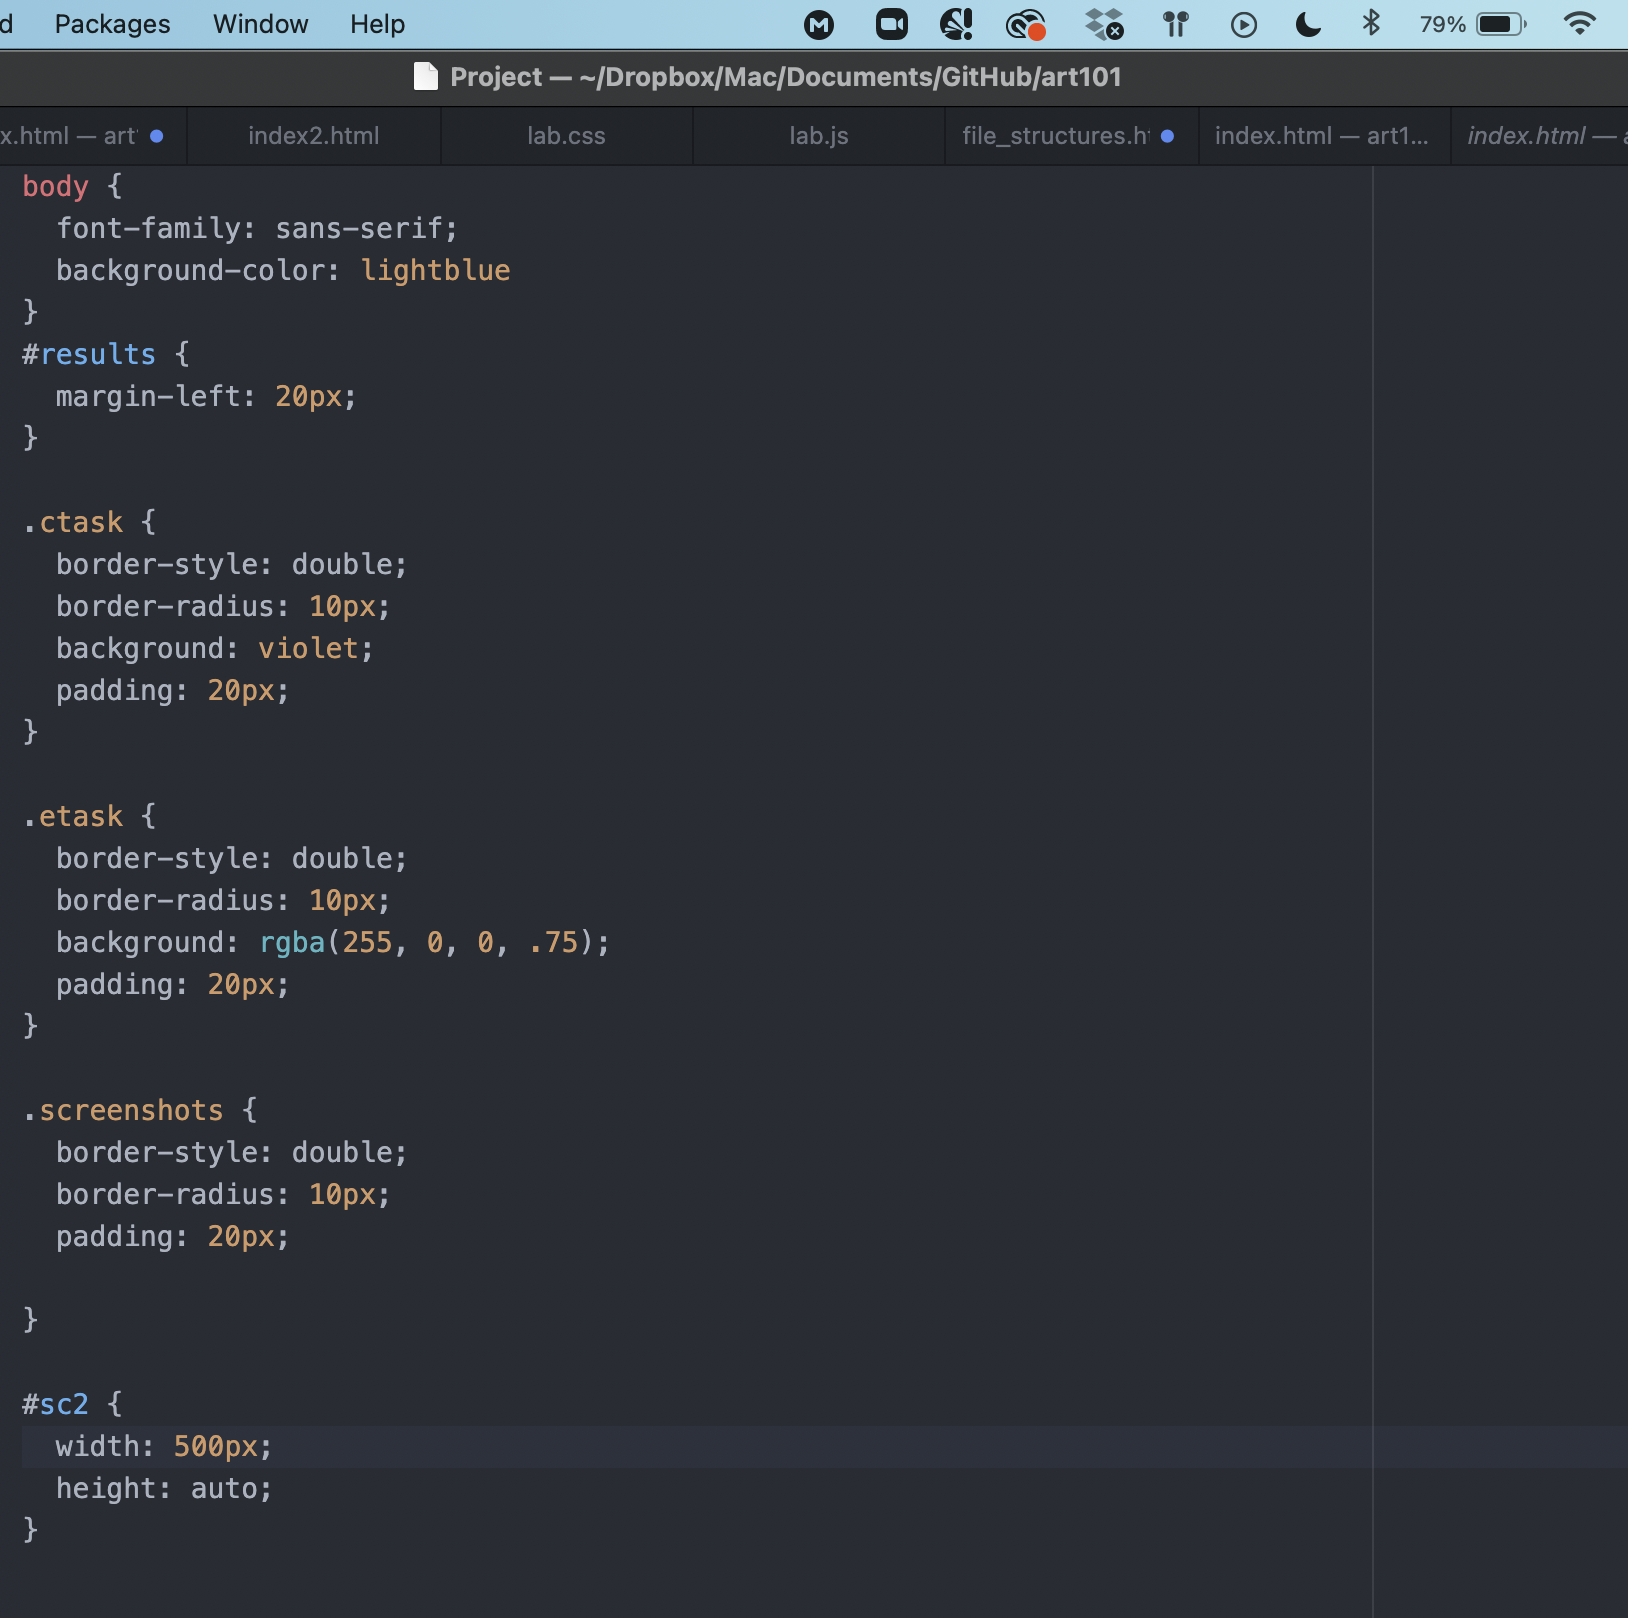 d Packages Window Help 79%
Project — ~/Dropbox/Mac/Documents/GitHub/art101
x.html — art index2.html lab.css lab.js file_structures.ht index.html — art1... index.html — a
body {
  font-family: sans-serif;
  background-color: lightblue
}
#results {
  margin-left: 20px;
}

.ctask {
  border-style: double;
  border-radius: 10px;
  background: violet;
  padding: 20px;
}

.etask {
  border-style: double;
  border-radius: 10px;
  background: rgba(255, 0, 0, .75);
  padding: 20px;
}

.screenshots {
  border-style: double;
  border-radius: 10px;
  padding: 20px;

}

#sc2 {
  width: 500px;
  height: auto;
}